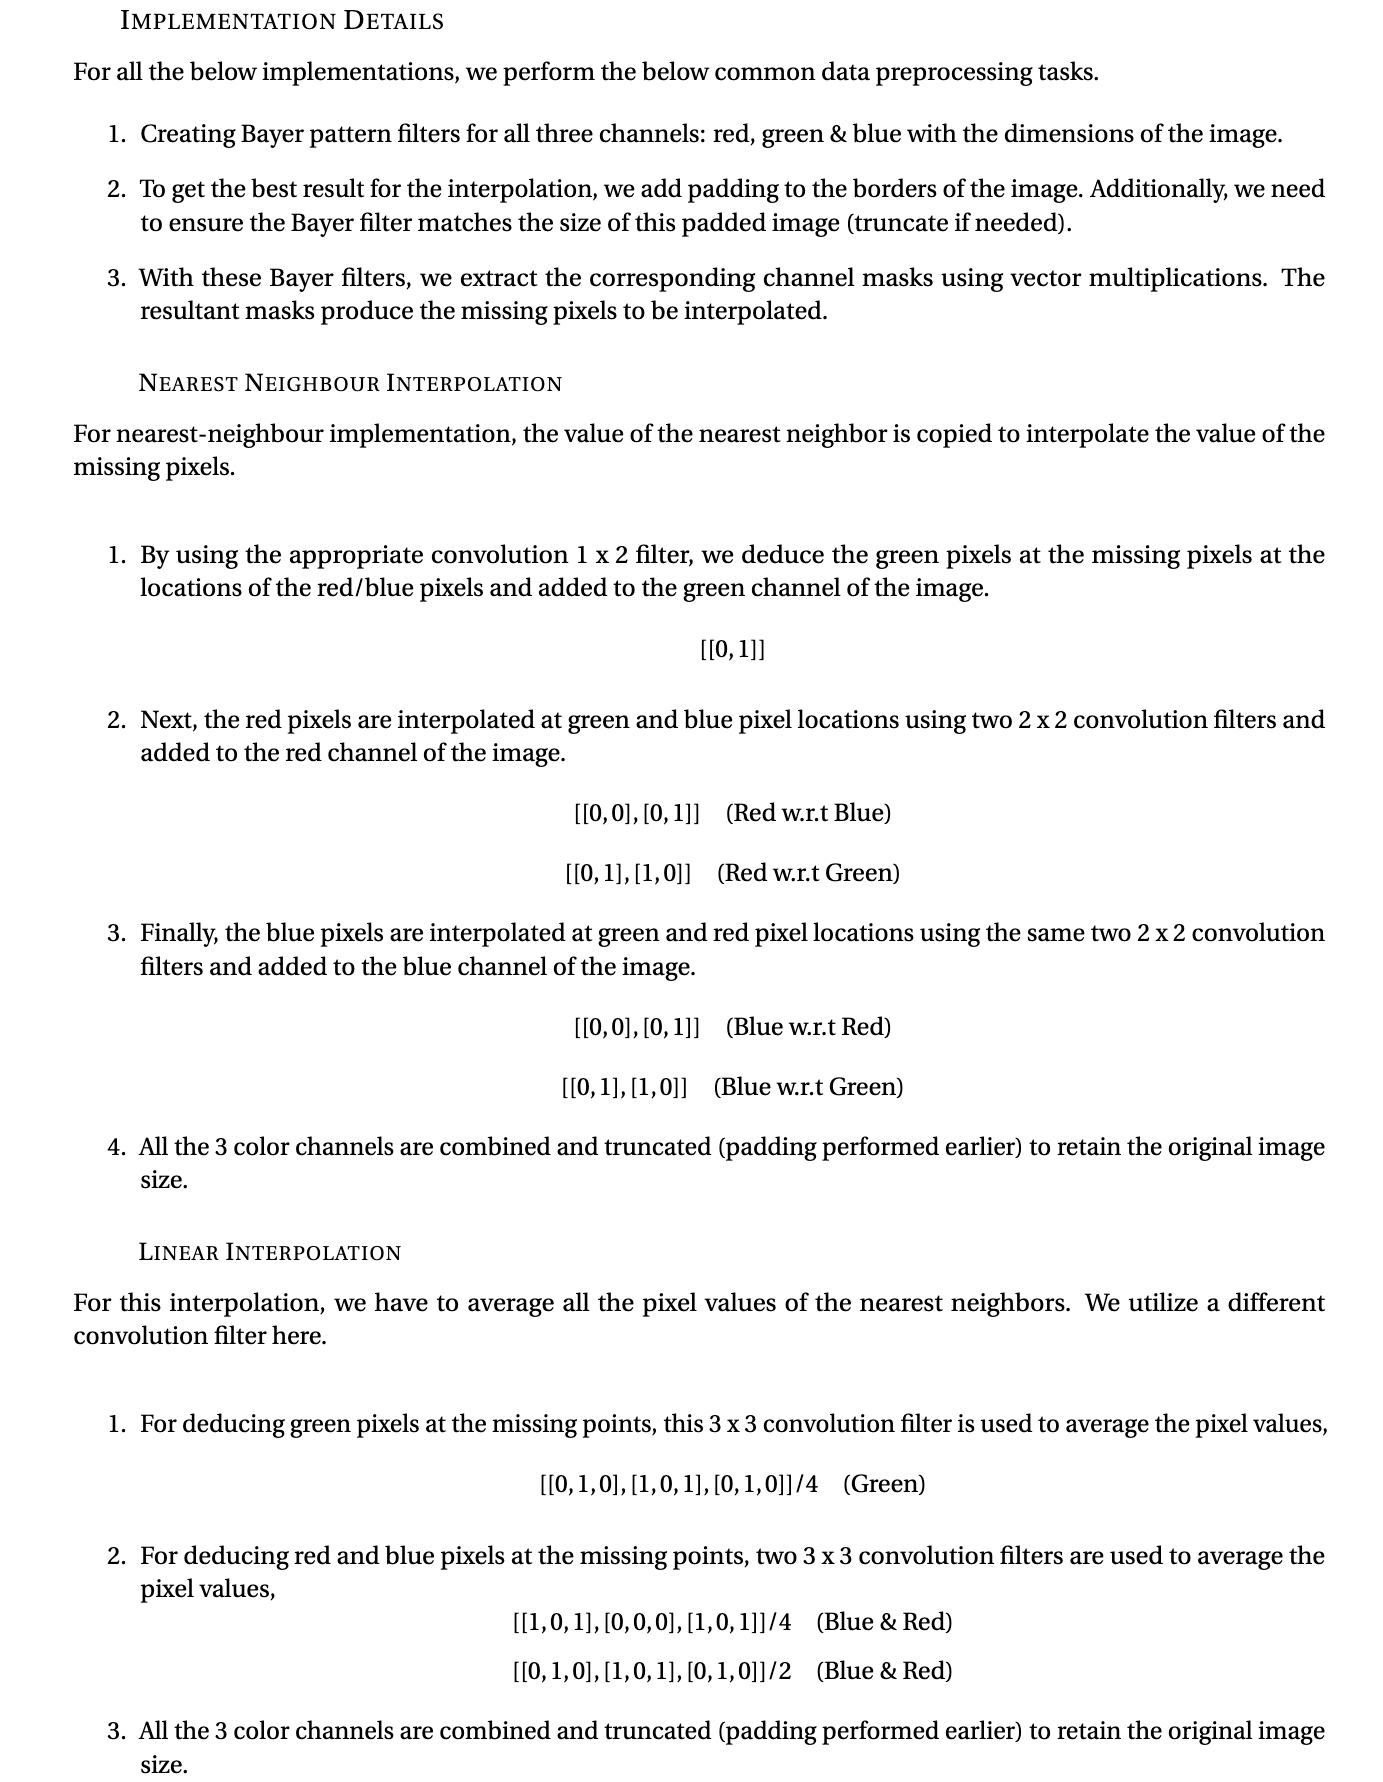 IMPLEMENTATION DETAILS
For all the below implementations, we perform the below common data preprocessing tasks.
1. Creating Bayer pattern filters for all three channels: red, green & blue with the dimensions of the image.
2. To get the best result for the interpolation, we add padding to the borders of the image. Additionally, we need
to ensure the Bayer filter matches the size of this padded image (truncate if needed).
3. With these Bayer filters, we extract the corresponding channel masks using vector multiplications. The
resultant masks produce the missing pixels to be interpolated.
NEAREST NEIGHBOUR INTERPOLATION
For nearest-neighbour implementation, the value of the nearest neighbor is copied to interpolate the value of the
missing pixels.
1. By using the appropriate convolution 1 x 2 filter, we deduce the green pixels at the missing pixels at the
locations of the red/blue pixels and added to the green channel of the image.
[[0, 1]]
2. Next, the red pixels are interpolated at green and blue pixel locations using two 2 x 2 convolution filters and
added to the red channel of the image.
[[0, 0], [0, 1]] (Red w.r.t Blue)
[[0, 1], [1, 0]] (Red w.r.t Green)
3. Finally, the blue pixels are interpolated at green and red pixel locations using the same two 2 x 2 convolution
filters and added to the blue channel of the image.
[[0, 0], [0, 1]] (Blue w.r.t Red)
[[0, 1], [1, 0]] (Blue w.r.t Green)
4. All the 3 color channels are combined and truncated (padding performed earlier) to retain the original image
size.
LINEAR INTERPOLATION
For this interpolation, we have to average all the pixel values of the nearest neighbors. We utilize a different
convolution filter here.
1. For deducing green pixels at the missing points, this 3 x 3 convolution filter is used to average the pixel values,
[[0, 1, 0], [1, 0, 1], [0, 1, 0]]/4 (Green)
2. For deducing red and blue pixels at the missing points, two 3 x 3 convolution filters are used to average the
pixel values,
[[1, 0, 1], [0, 0, 0], [1, 0, 1]]/4 (Blue & Red)
[[0, 1, 0], [1, 0, 1], [0, 1, 0]]/2 (Blue & Red)
3. All the 3 color channels are combined and truncated (padding performed earlier) to retain the original image
size.